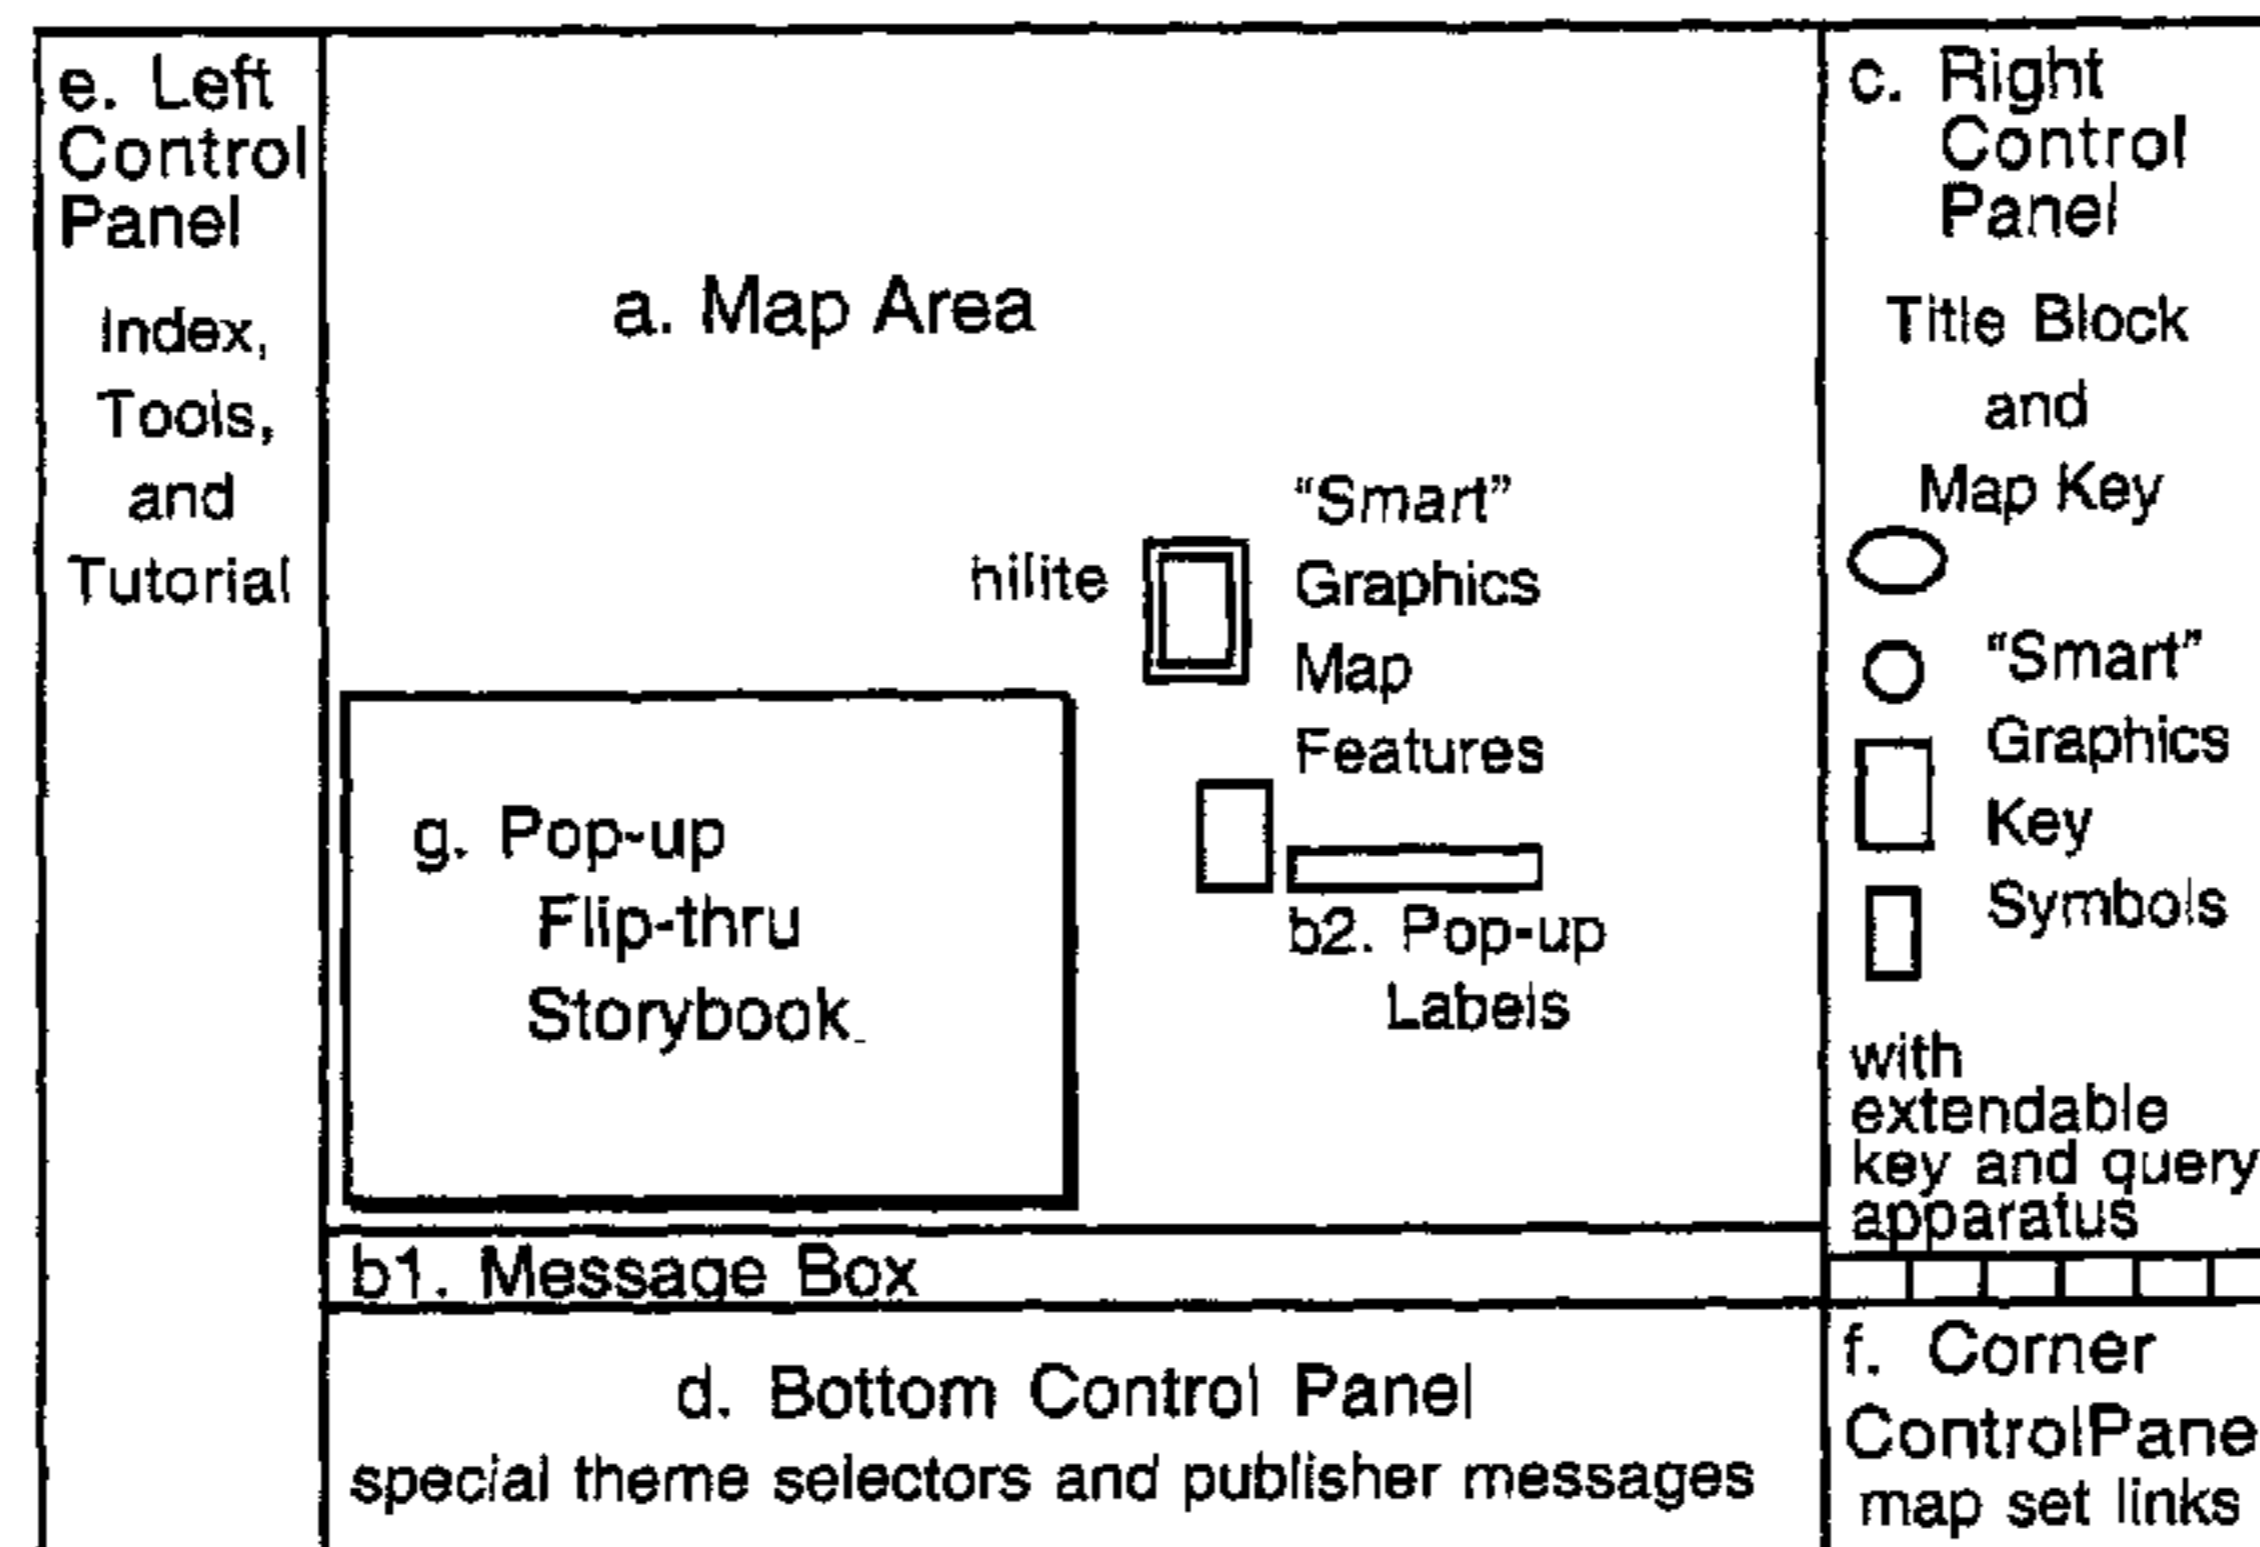 e. Left
Control
Panel
Index,
Tools,
and
Tutorial
a. Map Area
hilite
“Smart”
Graphics
Map
Features
b2. Pop-up
Labels
g. Pop-up
Flip-thru
Storybook
b1. Message Box
d. Bottom Control Panel
special theme selectors and publisher messages
c. Right
Control
Panel
Title Block
and
Map Key
“Smart”
Graphics
Key
Symbols
with
extendable
key and query
apparatus
f. Corner
ControlPane
map set links